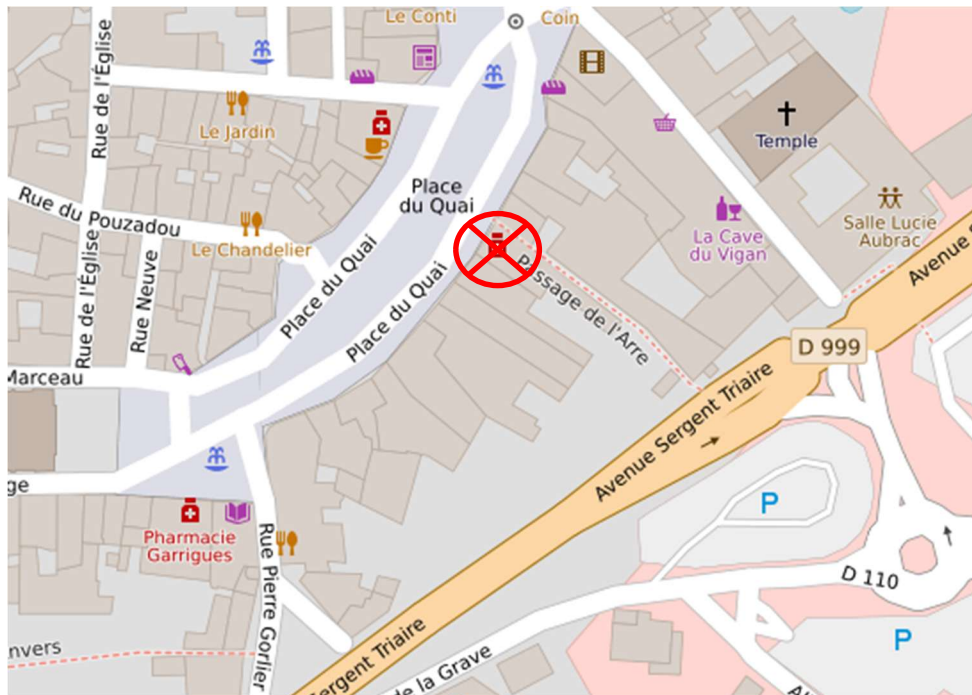 Le Conti
Coin
Rue de l'Église
Le Jardin
Temple
Place
du Quai
Rue du Pouzadou
Le Chandelier
La Cave
du Vigan
Salle Lucie
Aubrac
Avenue
Rue de l'Église
Rue Neuve
Place du Quai
Place du Quai
Passage de l'Arre
D 999
Marceau
Avenue Sergent Triaire
ge
P
Pharmacie
Garrigues
Rue Pierre Gorlier
D 110
P
nvers
Sergent Triaire
de la Grave